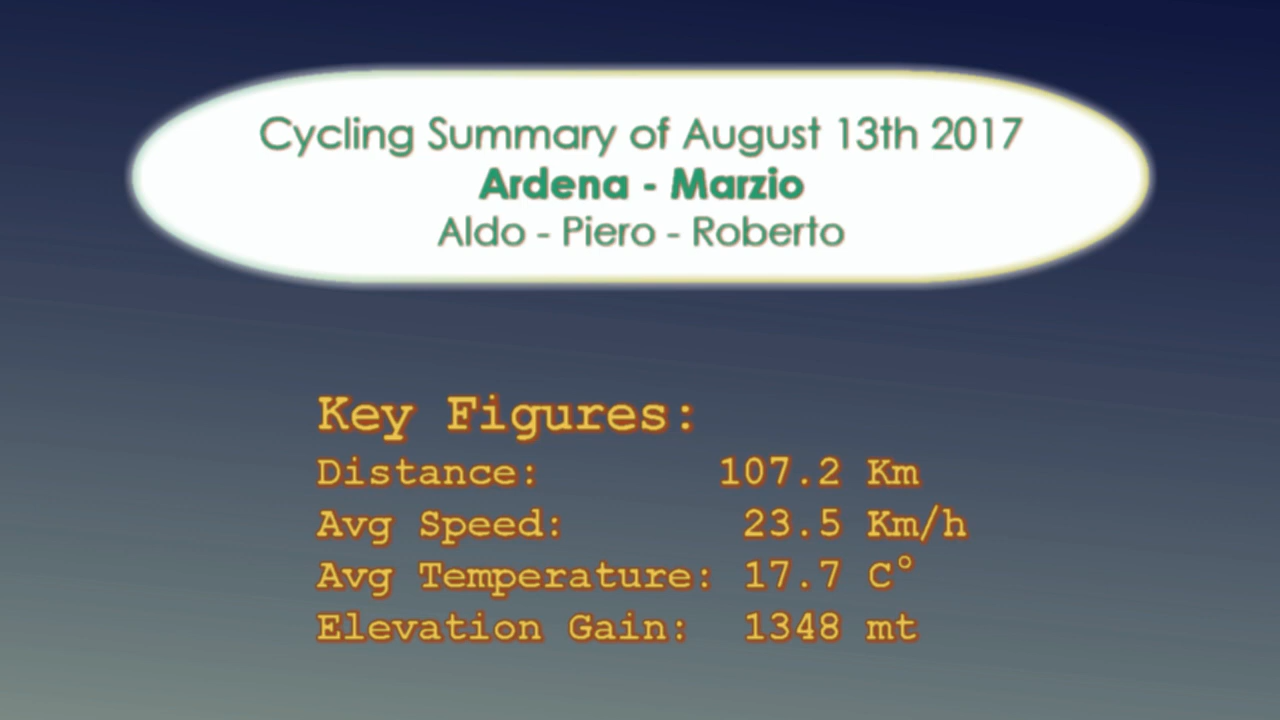 Cycling Summary of August 13th 2017
Ardena - Marzio
Aldo - Piero - Roberto
Key Figures:
Distance: 107.2 Km
Avg Speed: 23.5 Km/h
Avg Temperature: 17.7 C°
Elevation Gain: 1348 mt